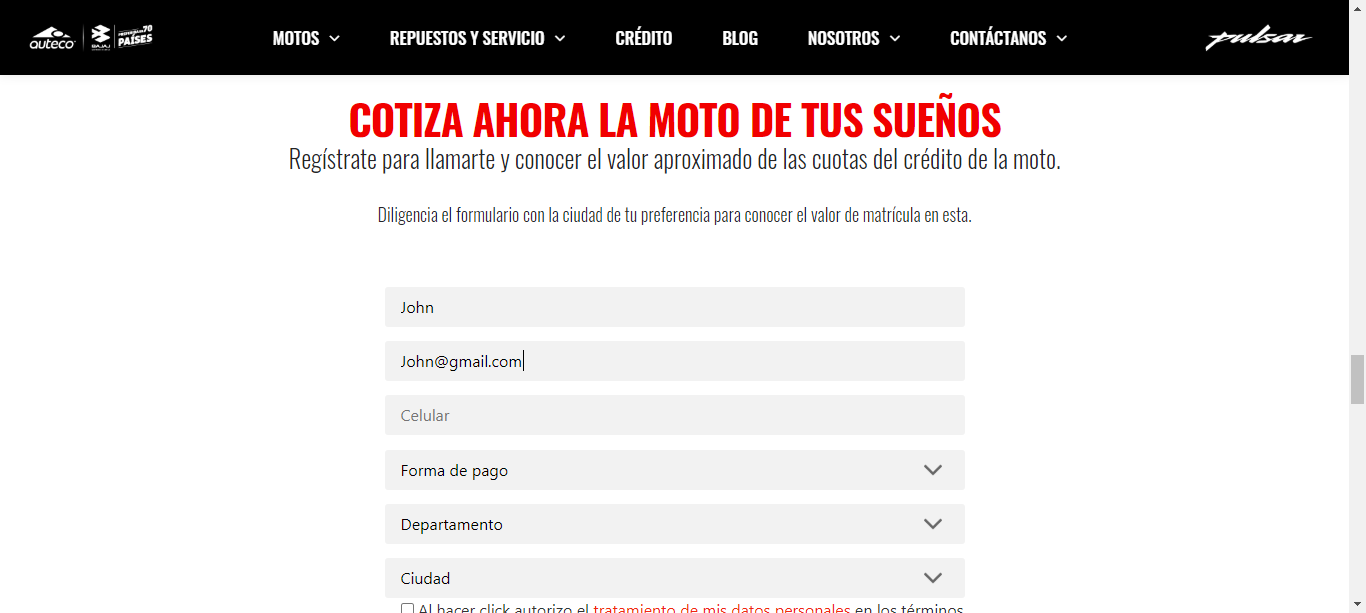 auteco BAJAJ 70 PAÍSES MOTOS REPUESTOS Y SERVICIO CRÉDITO BLOG NOSOTROS CONTÁCTANOS pulsar
COTIZA AHORA LA MOTO DE TUS SUEÑOS
Regístrate para llamarte y conocer el valor aproximado de las cuotas del crédito de la moto.
Diligencia el formulario con la ciudad de tu preferencia para conocer el valor de matrícula en esta.
John
John@gmail.com
Celular
Forma de pago
Departamento
Ciudad
Al hacer click autorizo el tratamiento de mis datos personales en los términos